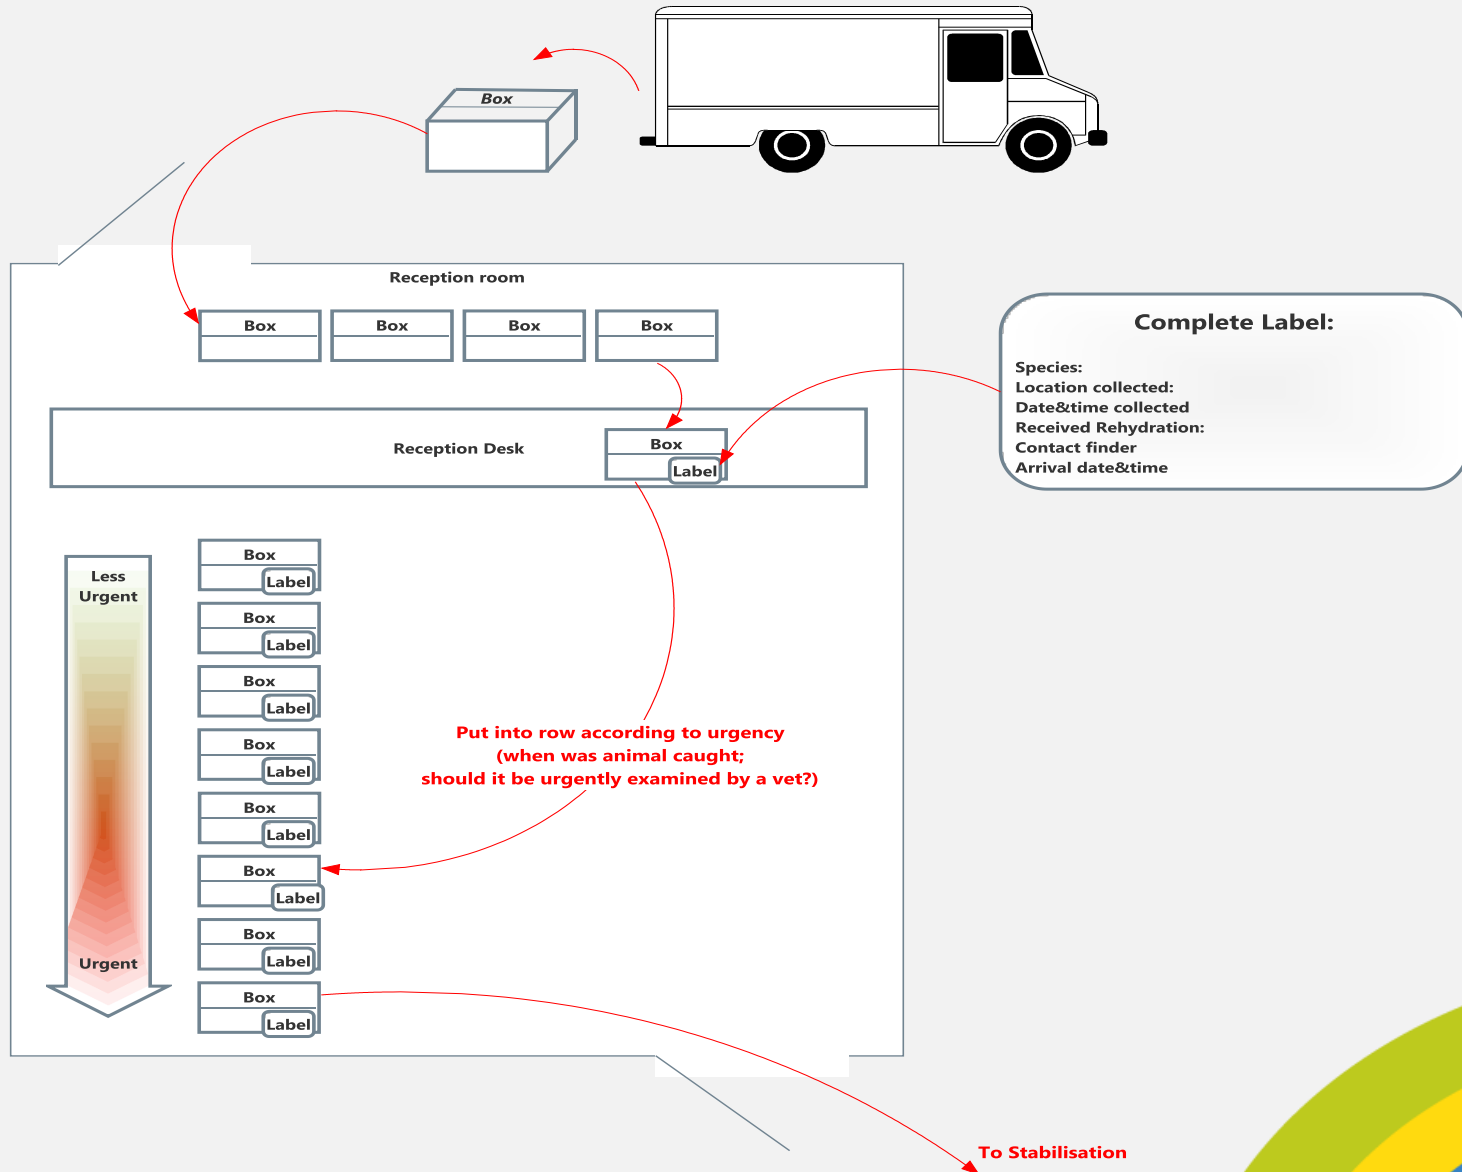 Box
Reception room
Box
Box
Box
Box
Complete Label:
Species:
Location collected:
Date&time collected
Received Rehydration:
Contact finder
Arrival date&time
Reception Desk
Box
Label
Less
Urgent
Box
Label
Box
Label
Box
Label
Box
Label
Box
Label
Box
Label
Box
Label
Box
Label
Put into row according to urgency
(when was animal caught;
should it be urgently examined by a vet?)
Urgent
To Stabilisation